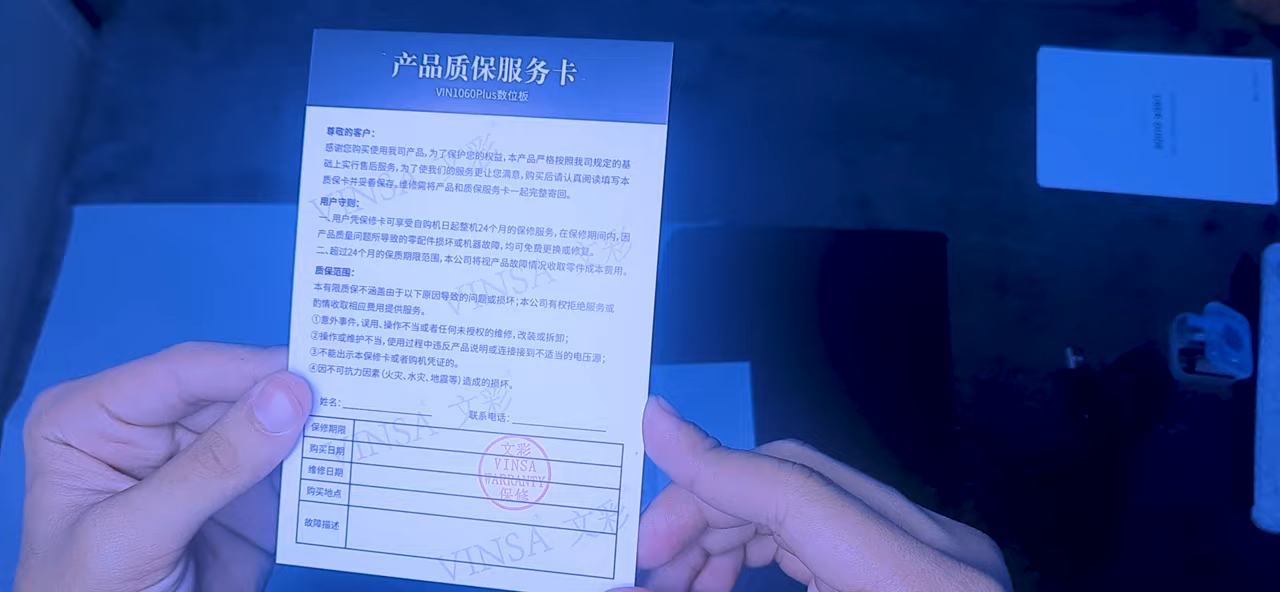 产品质保服务卡
VIN1060Plus数位板
尊敬的客户：
感谢您购买使用我司产品，为了保护您的权益，本产品严格按照我司规定的基
础上实行售后服务，为了使我们的服务更让您满意，购买后请认真阅读填写本
质保卡并妥善保存，维修需将产品和质保服务卡一起完整寄回。
用户守则：
一、用户凭保修卡可享受自购机日起整机24个月的保修服务，在保修期间内，因
产品质量问题所导致的零配件损坏或机器故障，均可免费更换或修复。
二、超过24个月的保质期限范围，本公司将视产品故障情况收取零件成本费用。
质保范围：
本有限质保不涵盖由于以下原因导致的问题或损坏；本公司有权拒绝服务或
酌情收取相应费用提供服务。
①意外事件，误用、操作不当或者任何未授权的维修，改装或拆卸；
②操作或维护不当，使用过程中违反产品说明或连接接到不适当的电压源；
③不能出示本保修卡或者购机凭证的。
④因不可抗力因素（火灾、水灾、地震等）造成的损坏。
姓名： 联系电话：
保修期限
购买日期
维修日期
购买地点
故障描述
文彩
VINSA
WARRANTY
保修
VINSA 文彩
VINSA 文彩
VINSA 文彩
VINSA 文彩